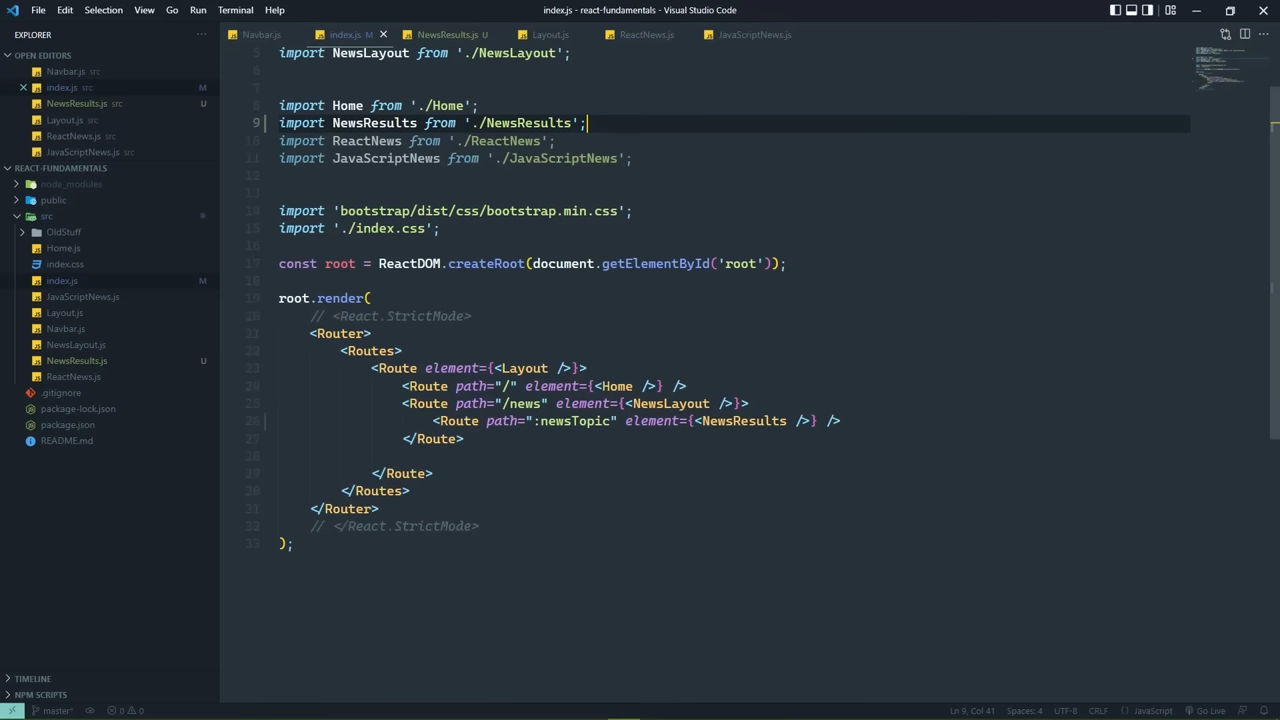 File Edit Selection View Go Run Terminal Help
index.js - react-fundamentals - Visual Studio Code
EXPLORER
OPEN EDITORS
Navbar.js src
index.js src M
NewsResults.js src U
Layout.js src
ReactNews.js src
JavaScriptNews.js src
REACT-FUNDAMENTALS
node_modules
public
src
OldStuff
Home.js
index.css
index.js M
JavaScriptNews.js
Layout.js
Navbar.js
NewsLayout.js
NewsResults.js U
ReactNews.js
.gitignore
package-lock.json
package.json
README.md
TIMELINE
NPM SCRIPTS
Navbar.js index.js M NewsResults.js U Layout.js ReactNews.js JavaScriptNews.js
5 import NewsLayout from './NewsLayout';
6
7
8 import Home from './Home';
9 import NewsResults from './NewsResults';
10 import ReactNews from './ReactNews';
11 import JavaScriptNews from './JavaScriptNews';
12
13
14 import 'bootstrap/dist/css/bootstrap.min.css';
15 import './index.css';
16
17 const root = ReactDOM.createRoot(document.getElementById('root'));
18
19 root.render(
20 // <React.StrictMode>
21 <Router>
22 <Routes>
23 <Route element={<Layout />}>
24 <Route path="/" element={<Home />} />
25 <Route path="/news" element={<NewsLayout />}>
26 <Route path=":newsTopic" element={<NewsResults />} />
27 </Route>
28
29 </Route>
30 </Routes>
31 </Router>
32 // </React.StrictMode>
33 );
master* 0 0 Ln 9, Col 41 Spaces: 4 UTF-8 CRLF {} JavaScript Go Live